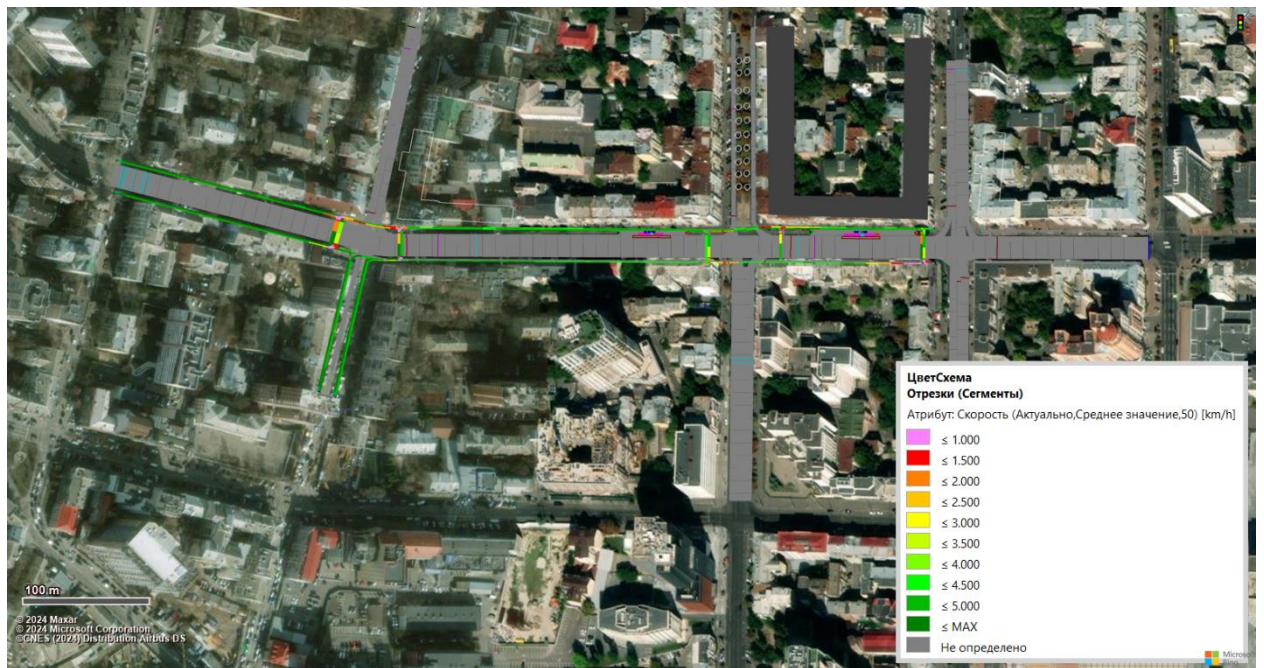 ЦветСхема
Отрезки (Сегменты)
Атрибут: Скорость (Актуально,Среднее значение,50) [km/h]
≤ 1.000
≤ 1.500
≤ 2.000
≤ 2.500
≤ 3.000
≤ 3.500
≤ 4.000
≤ 4.500
≤ 5.000
≤ MAX
Не определено
100 m
© 2024 Maxar
© 2024 Microsoft Corporation
©CNES (2024) Distribution Airbus DS
Microsoft
Bing